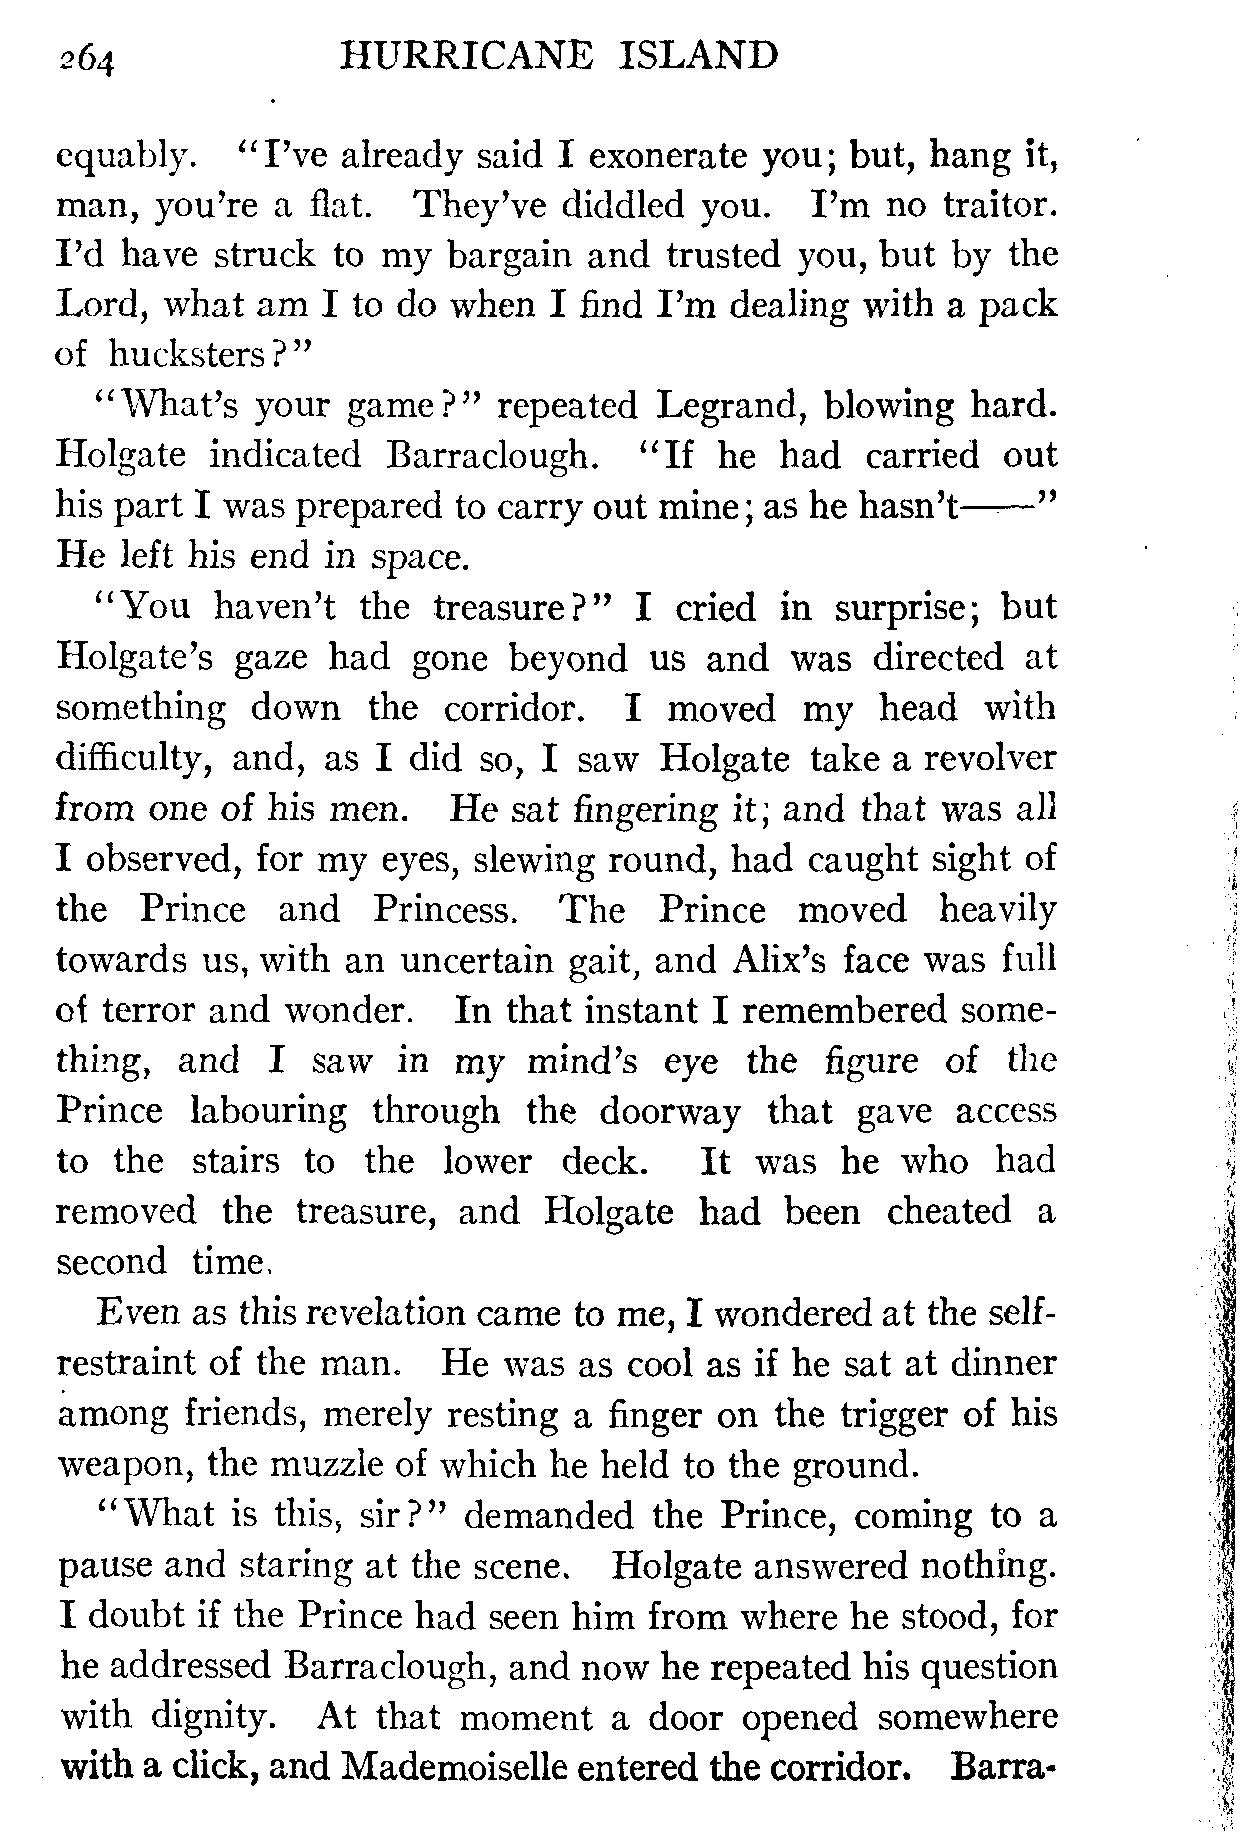 264 HURRICANE ISLAND
equably. "I've already said I exonerate you; but, hang it,
man, you're a flat. They've diddled you. I'm no traitor.
I'd have struck to my bargain and trusted you, but by the
Lord, what am I to do when I find I'm dealing with a pack
of hucksters?"
"What's your game?" repeated Legrand, blowing hard.
Holgate indicated Barraclough. "If he had carried out
his part I was prepared to carry out mine; as he hasn't——"
He left his end in space.
"You haven't the treasure?" I cried in surprise; but
Holgate's gaze had gone beyond us and was directed at
something down the corridor. I moved my head with
difficulty, and, as I did so, I saw Holgate take a revolver
from one of his men. He sat fingering it; and that was all
I observed, for my eyes, slewing round, had caught sight of
the Prince and Princess. The Prince moved heavily
towards us, with an uncertain gait, and Alix's face was full
of terror and wonder. In that instant I remembered some-
thing, and I saw in my mind's eye the figure of the
Prince labouring through the doorway that gave access
to the stairs to the lower deck. It was he who had
removed the treasure, and Holgate had been cheated a
second time.
Even as this revelation came to me, I wondered at the self-
restraint of the man. He was as cool as if he sat at dinner
among friends, merely resting a finger on the trigger of his
weapon, the muzzle of which he held to the ground.
"What is this, sir?" demanded the Prince, coming to a
pause and staring at the scene. Holgate answered nothing.
I doubt if the Prince had seen him from where he stood, for
he addressed Barraclough, and now he repeated his question
with dignity. At that moment a door opened somewhere
with a click, and Mademoiselle entered the corridor. Barra-